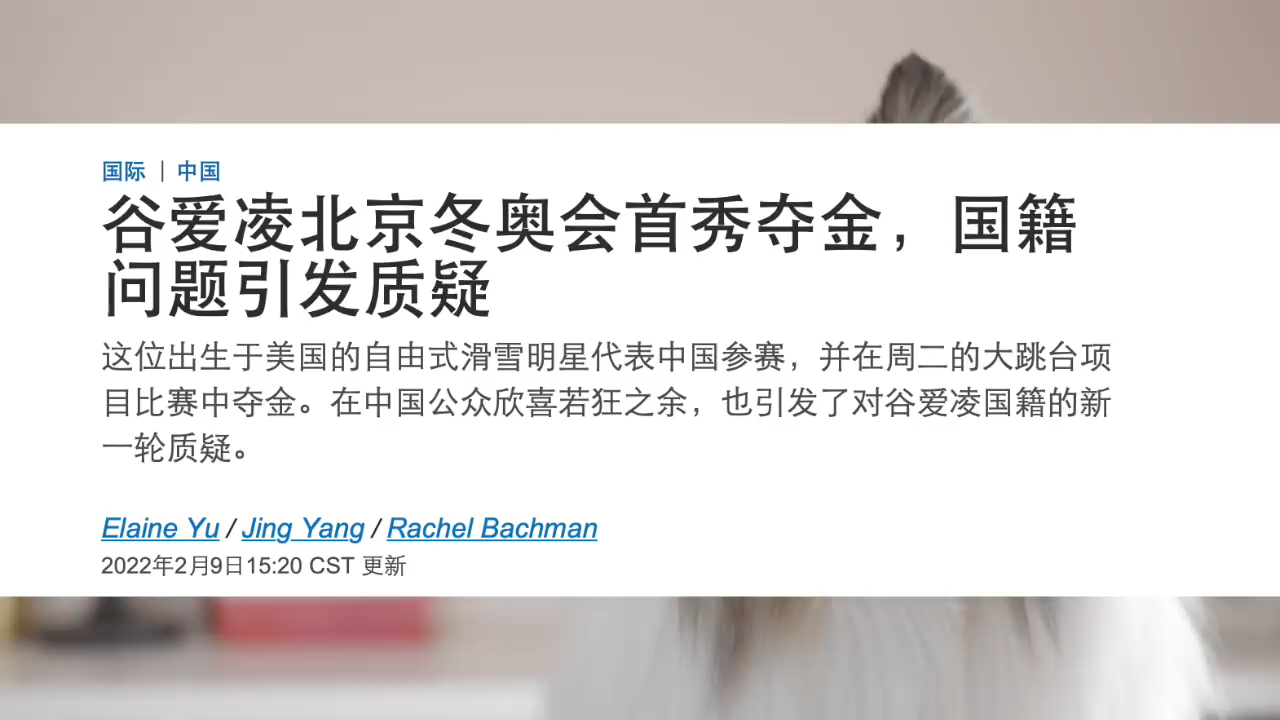 国际 | 中国
谷爱凌北京冬奥会首秀夺金，国籍
问题引发质疑
这位出生于美国的自由式滑雪明星代表中国参赛，并在周二的大跳台项
目比赛中夺金。在中国公众欣喜若狂之余，也引发了对谷爱凌国籍的新
一轮质疑。
Elaine Yu / Jing Yang / Rachel Bachman
2022年2月9日15:20 CST 更新